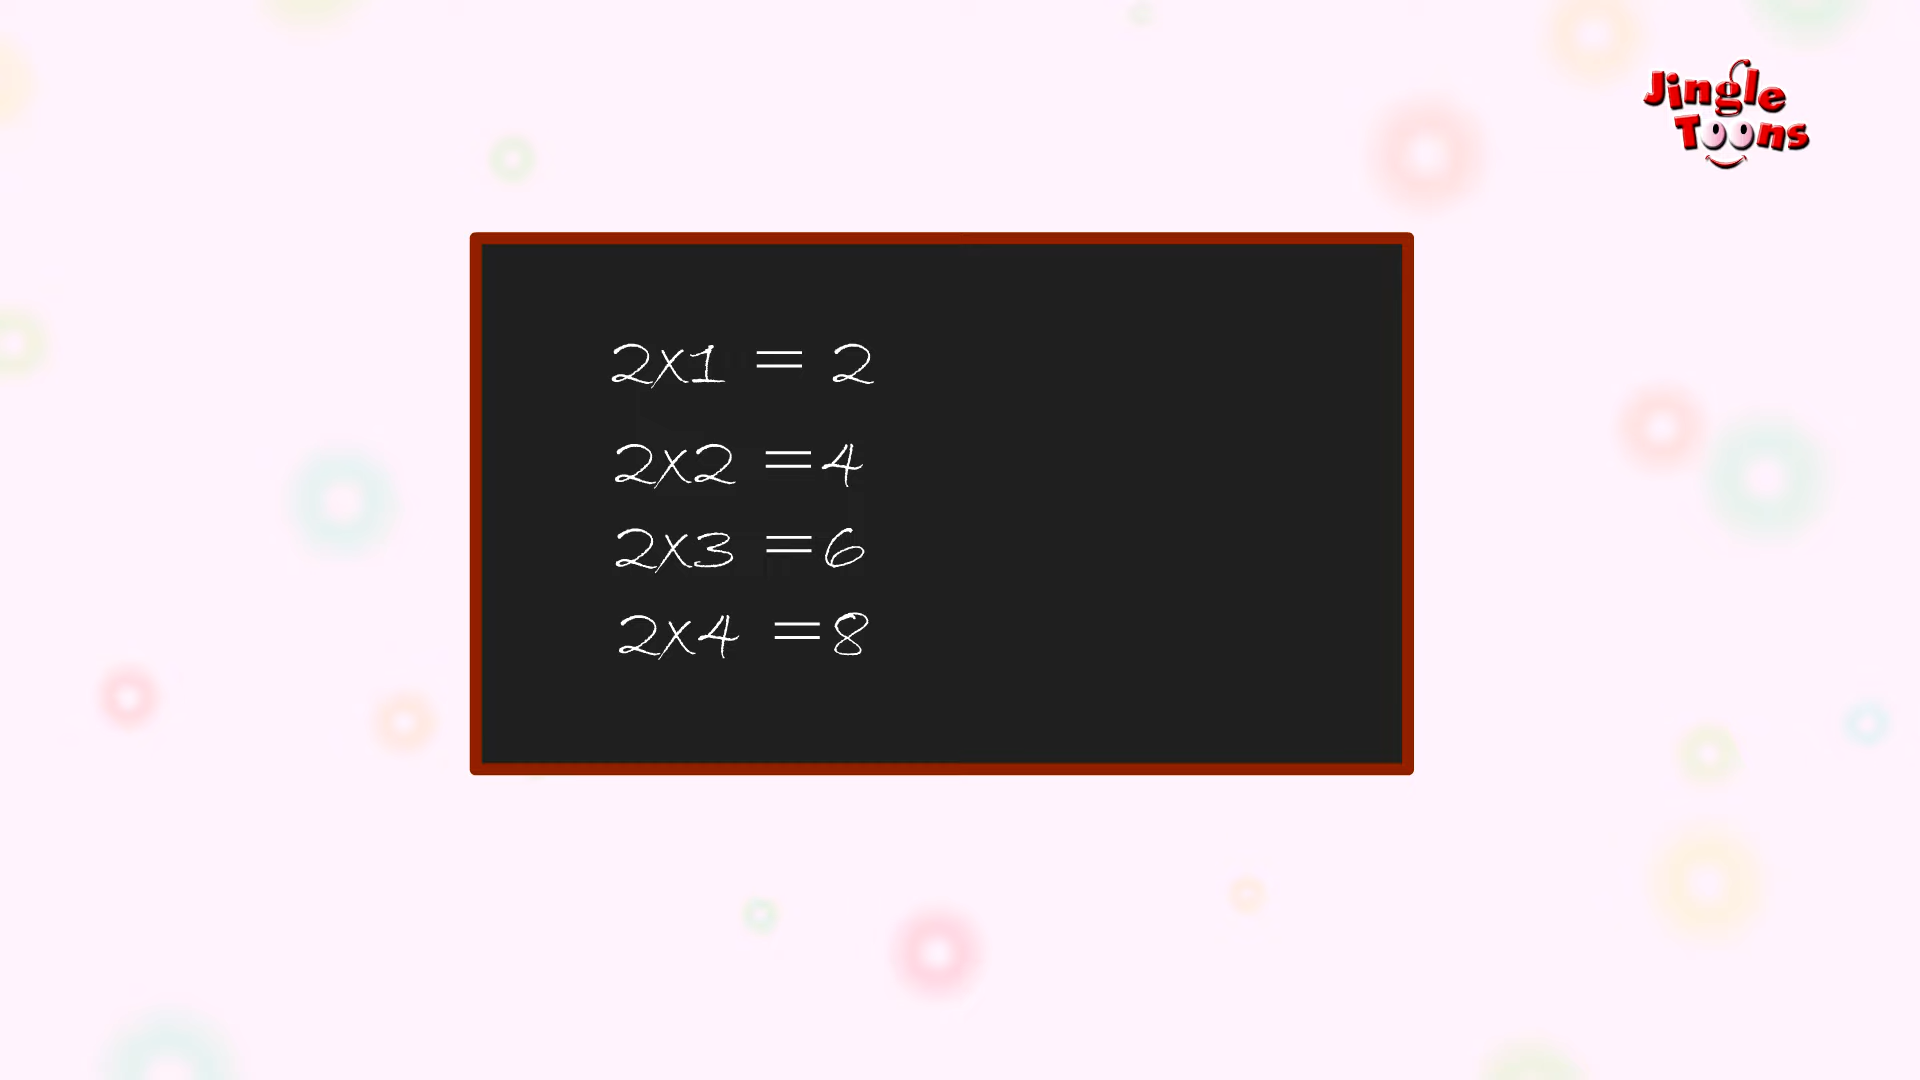 Jingle
Toons
2x1 = 2
2x2 =4
2x3 =6
2x4 =8